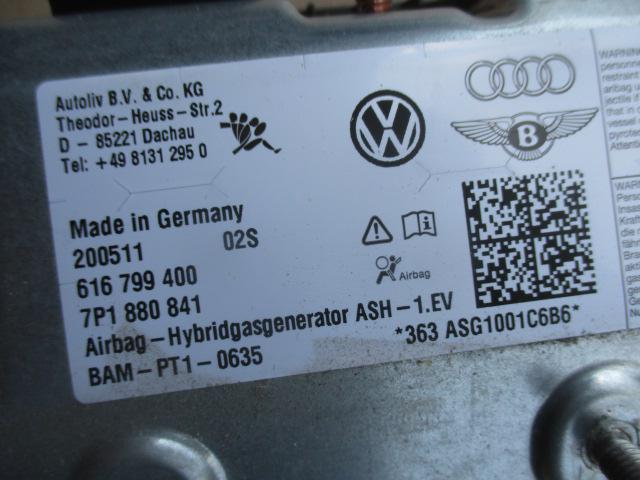 Autoliv B.V. & Co. KG
Theodor-Heuss-Str.2
D - 85221 Dachau
Tel: +49 8131 295 0
B
Made in Germany
200511 02S
616 799 400
7P1 880 841
Airbag-Hybridgasgenerator ASH-1.EV
BAM-PT1-0635
Airbag
*363 ASG1001C6B6*
WARNING